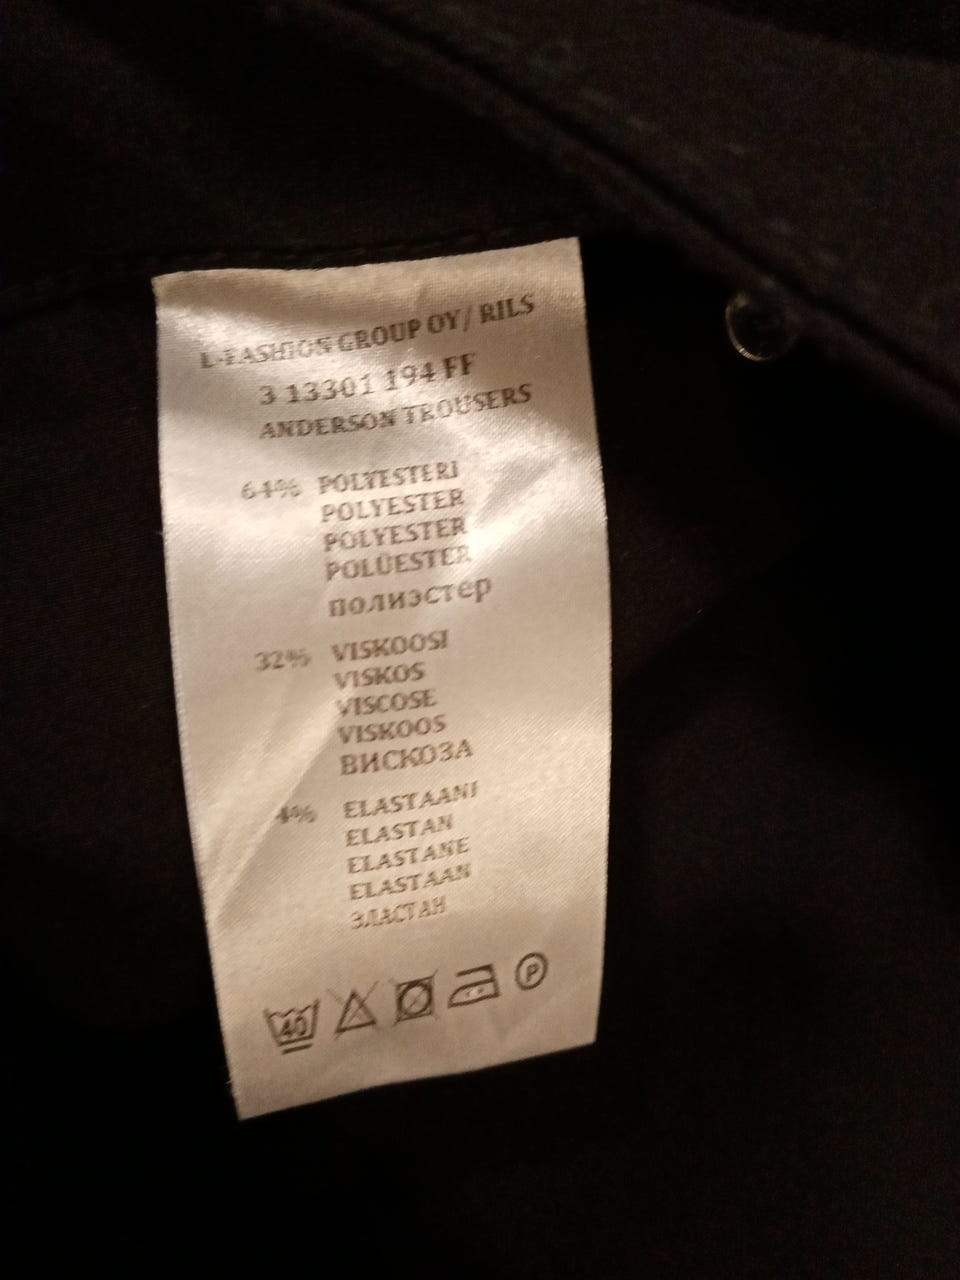 L-FASHION GROUP OY / RILS
3 13301 194 FF
ANDERSON TROUSERS
64% POLYESTERI
POLYESTER
POLYESTER
POLÜESTER
полиэстер
32% VISKOOSI
VISKOS
VISCOSE
VISKOOS
ВИСКОЗА
4% ELASTAANI
ELASTAN
ELASTANE
ELASTAAN
ЭЛАСТАН
40 P